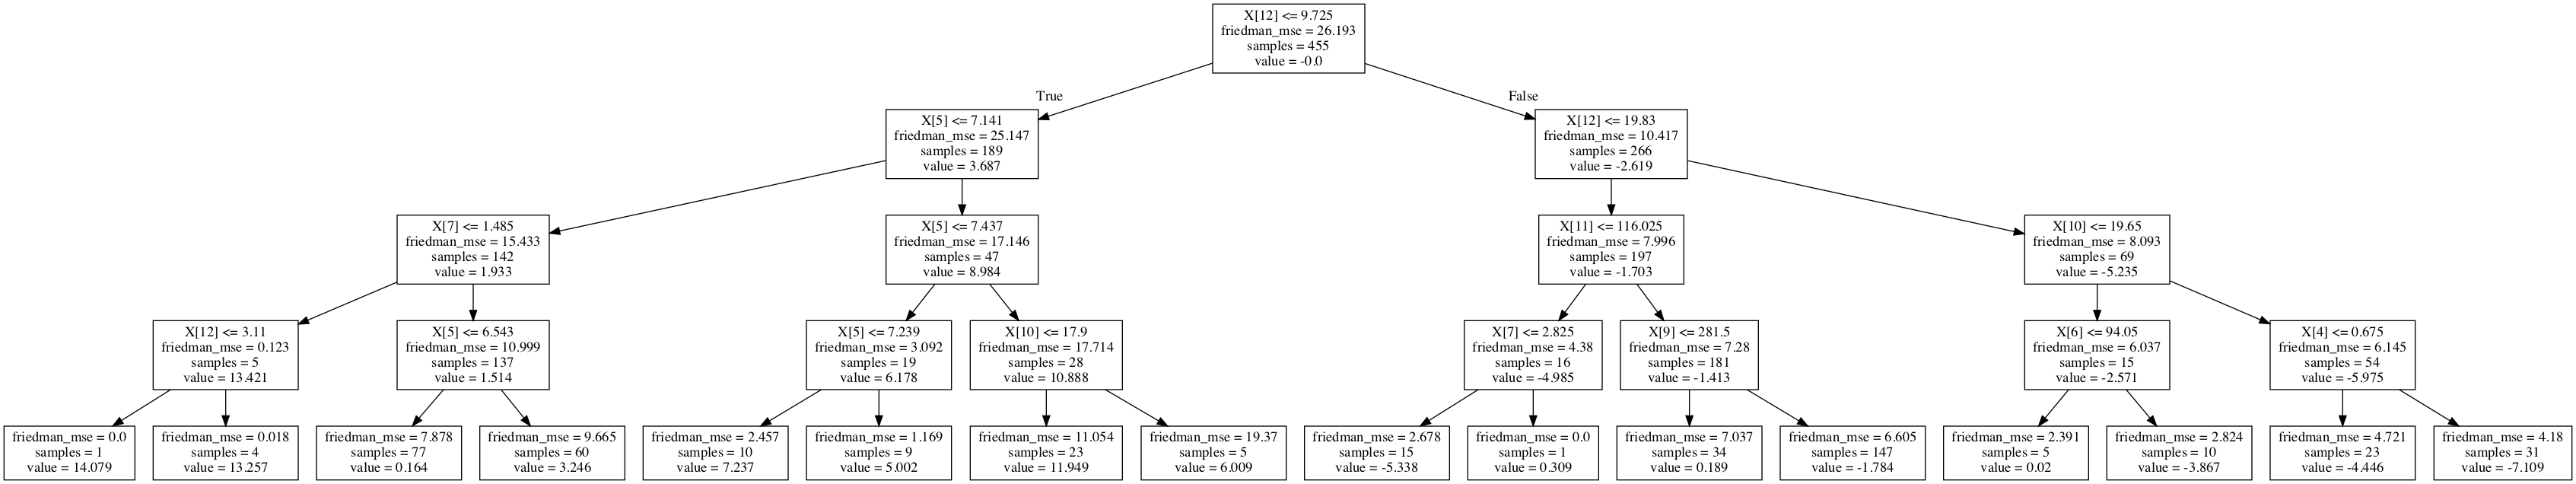 X[12] <= 9.725
friedman_mse = 26.193
samples = 455
value = -0.0
True
False
X[5] <= 7.141
friedman_mse = 25.147
samples = 189
value = 3.687
X[12] <= 19.83
friedman_mse = 10.417
samples = 266
value = -2.619
X[7] <= 1.485
friedman_mse = 15.433
samples = 142
value = 1.933
X[5] <= 7.437
friedman_mse = 17.146
samples = 47
value = 8.984
X[11] <= 116.025
friedman_mse = 7.996
samples = 197
value = -1.703
X[10] <= 19.65
friedman_mse = 8.093
samples = 69
value = -5.235
X[12] <= 3.11
friedman_mse = 0.123
samples = 5
value = 13.421
X[5] <= 6.543
friedman_mse = 10.999
samples = 137
value = 1.514
X[5] <= 7.239
friedman_mse = 3.092
samples = 19
value = 6.178
X[10] <= 17.9
friedman_mse = 17.714
samples = 28
value = 10.888
X[7] <= 2.825
friedman_mse = 4.38
samples = 16
value = -4.985
X[9] <= 281.5
friedman_mse = 7.28
samples = 181
value = -1.413
X[6] <= 94.05
friedman_mse = 6.037
samples = 15
value = -2.571
X[4] <= 0.675
friedman_mse = 6.145
samples = 54
value = -5.975
friedman_mse = 0.0
samples = 1
value = 14.079
friedman_mse = 0.018
samples = 4
value = 13.257
friedman_mse = 7.878
samples = 77
value = 0.164
friedman_mse = 9.665
samples = 60
value = 3.246
friedman_mse = 2.457
samples = 10
value = 7.237
friedman_mse = 1.169
samples = 9
value = 5.002
friedman_mse = 11.054
samples = 23
value = 11.949
friedman_mse = 19.37
samples = 5
value = 6.009
friedman_mse = 2.678
samples = 15
value = -5.338
friedman_mse = 0.0
samples = 1
value = 0.309
friedman_mse = 7.037
samples = 34
value = 0.189
friedman_mse = 6.605
samples = 147
value = -1.784
friedman_mse = 2.391
samples = 5
value = 0.02
friedman_mse = 2.824
samples = 10
value = -3.867
friedman_mse = 4.721
samples = 23
value = -4.446
friedman_mse = 4.18
samples = 31
value = -7.109